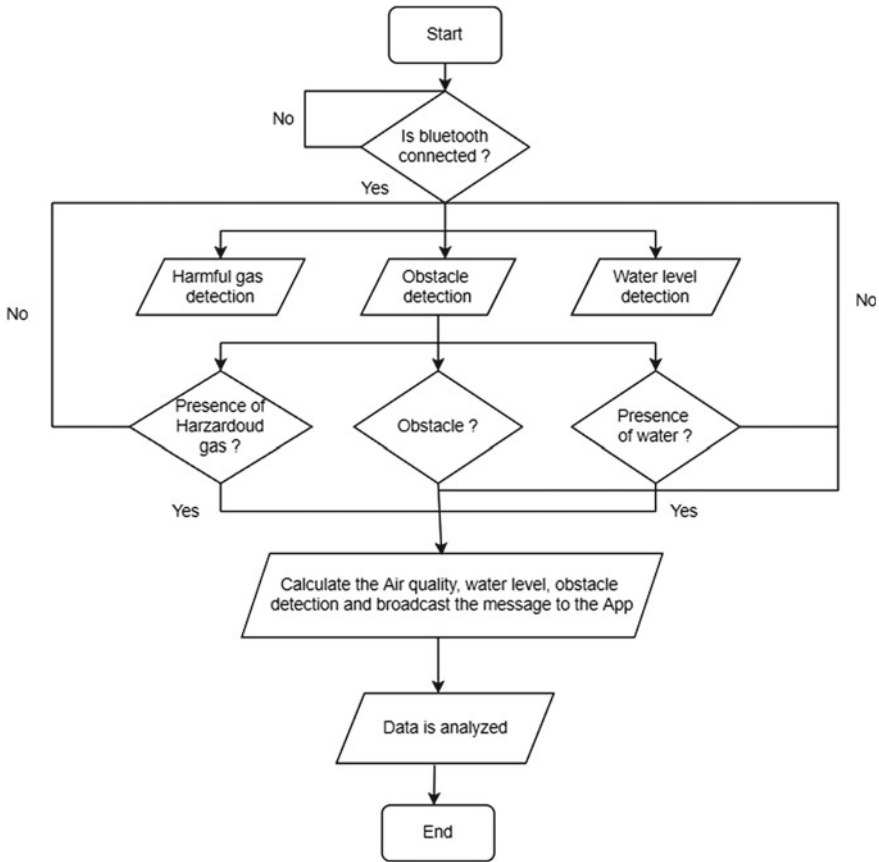 Start
No
Is bluetooth
connected ?
Yes
Harmful gas
detection
Obstacle
detection
Water level
detection
No
No
Presence of
Harzardoud
gas ?
Obstacle ?
Presence
of water ?
Yes
Yes
Calculate the Air quality, water level, obstacle
detection and broadcast the message to the App
Data is analyzed
End